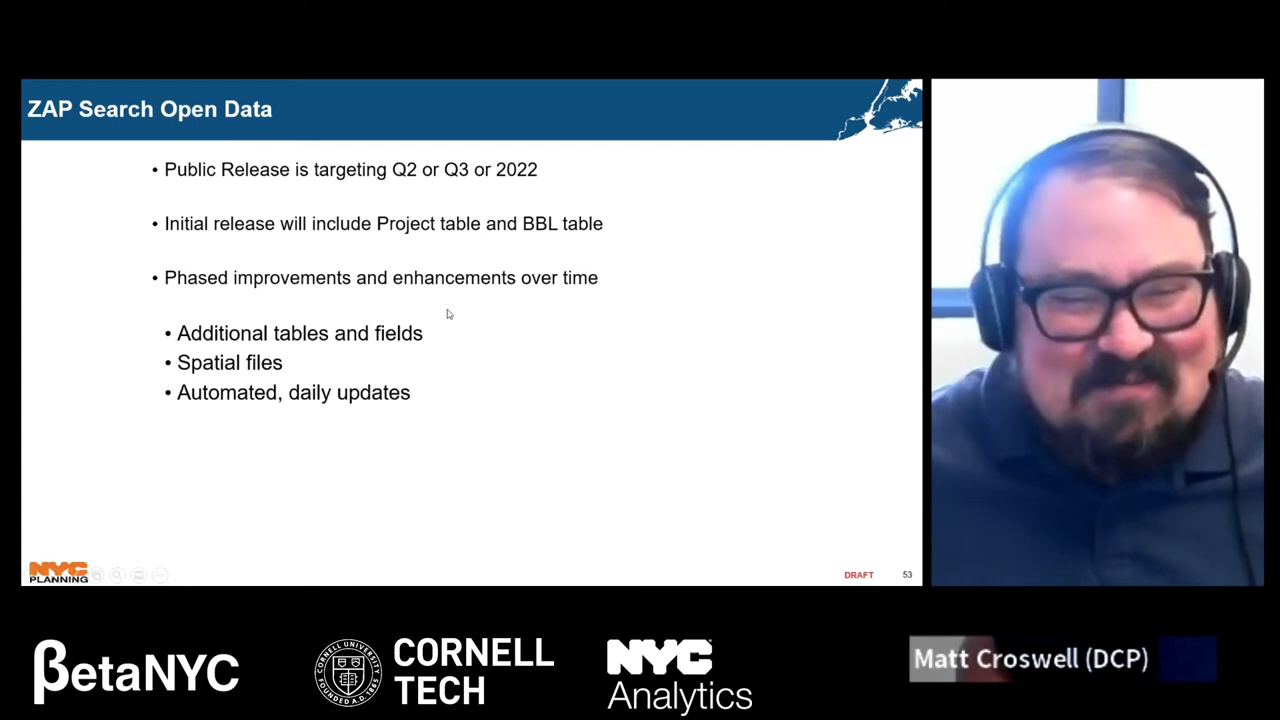 ZAP Search Open Data
• Public Release is targeting Q2 or Q3 or 2022
• Initial release will include Project table and BBL table
• Phased improvements and enhancements over time
• Additional tables and fields
• Spatial files
• Automated, daily updates
NYC
PLANNING
DRAFT
53
βetaNYC
CORNELL
TECH
NYC
Analytics
Matt Croswell (DCP)